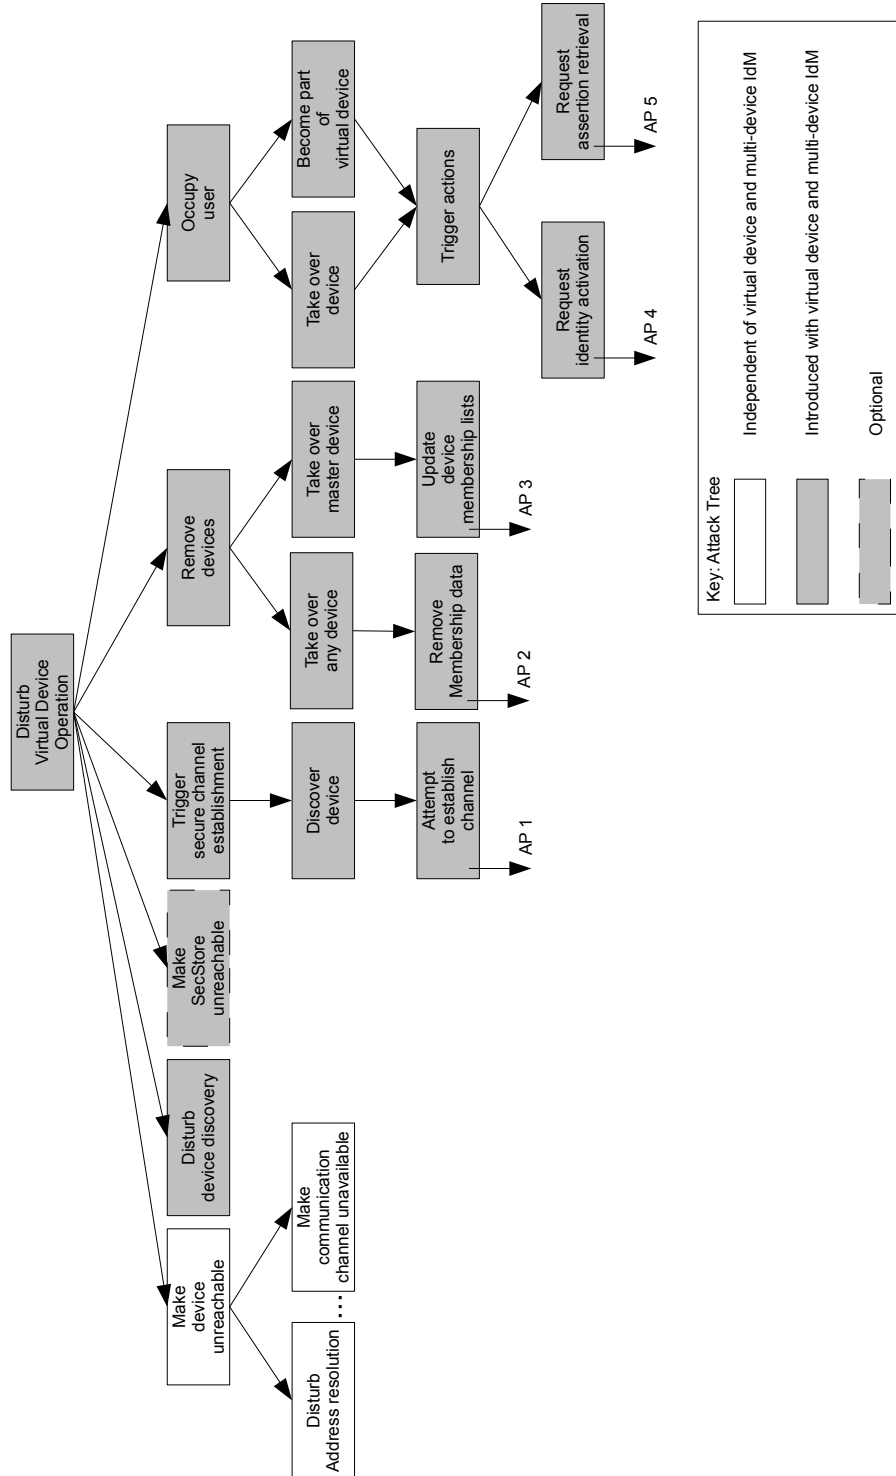 Disturb
Virtual Device
Operation
Make
device
unreachable
Disturb
device discovery
Make
SecStore
unreachable
Trigger
secure channel
establishment
Remove
devices
Occupy
user
Disturb
Address resolution
...
Make
communication
channel unavailable
Discover
device
Take over
any device
Take over
master device
Take over
device
Become part
of
virtual device
Attempt
to establish
channel
Remove
Membership data
Update
device
membership lists
Trigger actions
AP 1
AP 2
AP 3
Request
identity activation
Request
assertion retrieval
AP 4
AP 5
Key: Attack Tree
Independent of virtual device and multi-device IdM
Introduced with virtual device and multi-device IdM
Optional